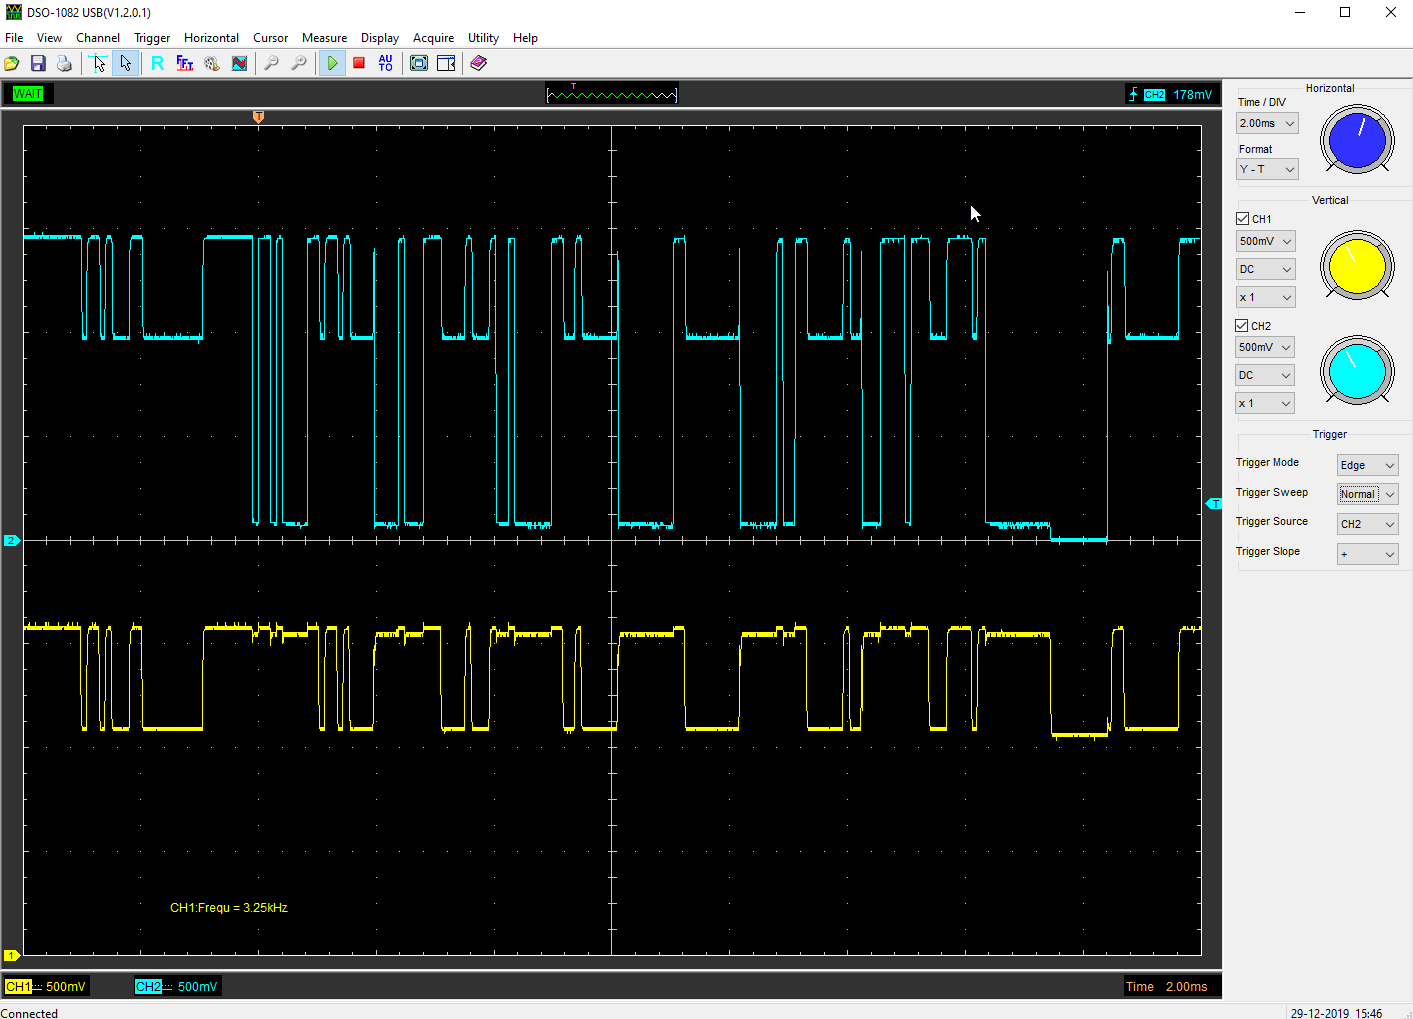 DSO-1082 USB(V1.2.0.1)
File View Channel Trigger Horizontal Cursor Measure Display Acquire Utility Help
R FFT AU TO
WAIT
T
CH2 178mV
T
T
2
1
CH1:Frequ = 3.25kHz
CH1 500mV CH2 500mV
Time 2.00ms
Horizontal
Time / DIV
2.00ms
Format
Y - T
Vertical
CH1
500mV
DC
x 1
CH2
500mV
DC
x 1
Trigger
Trigger Mode Edge
Trigger Sweep Normal
Trigger Source CH2
Trigger Slope +
Connected
29-12-2019 15:46